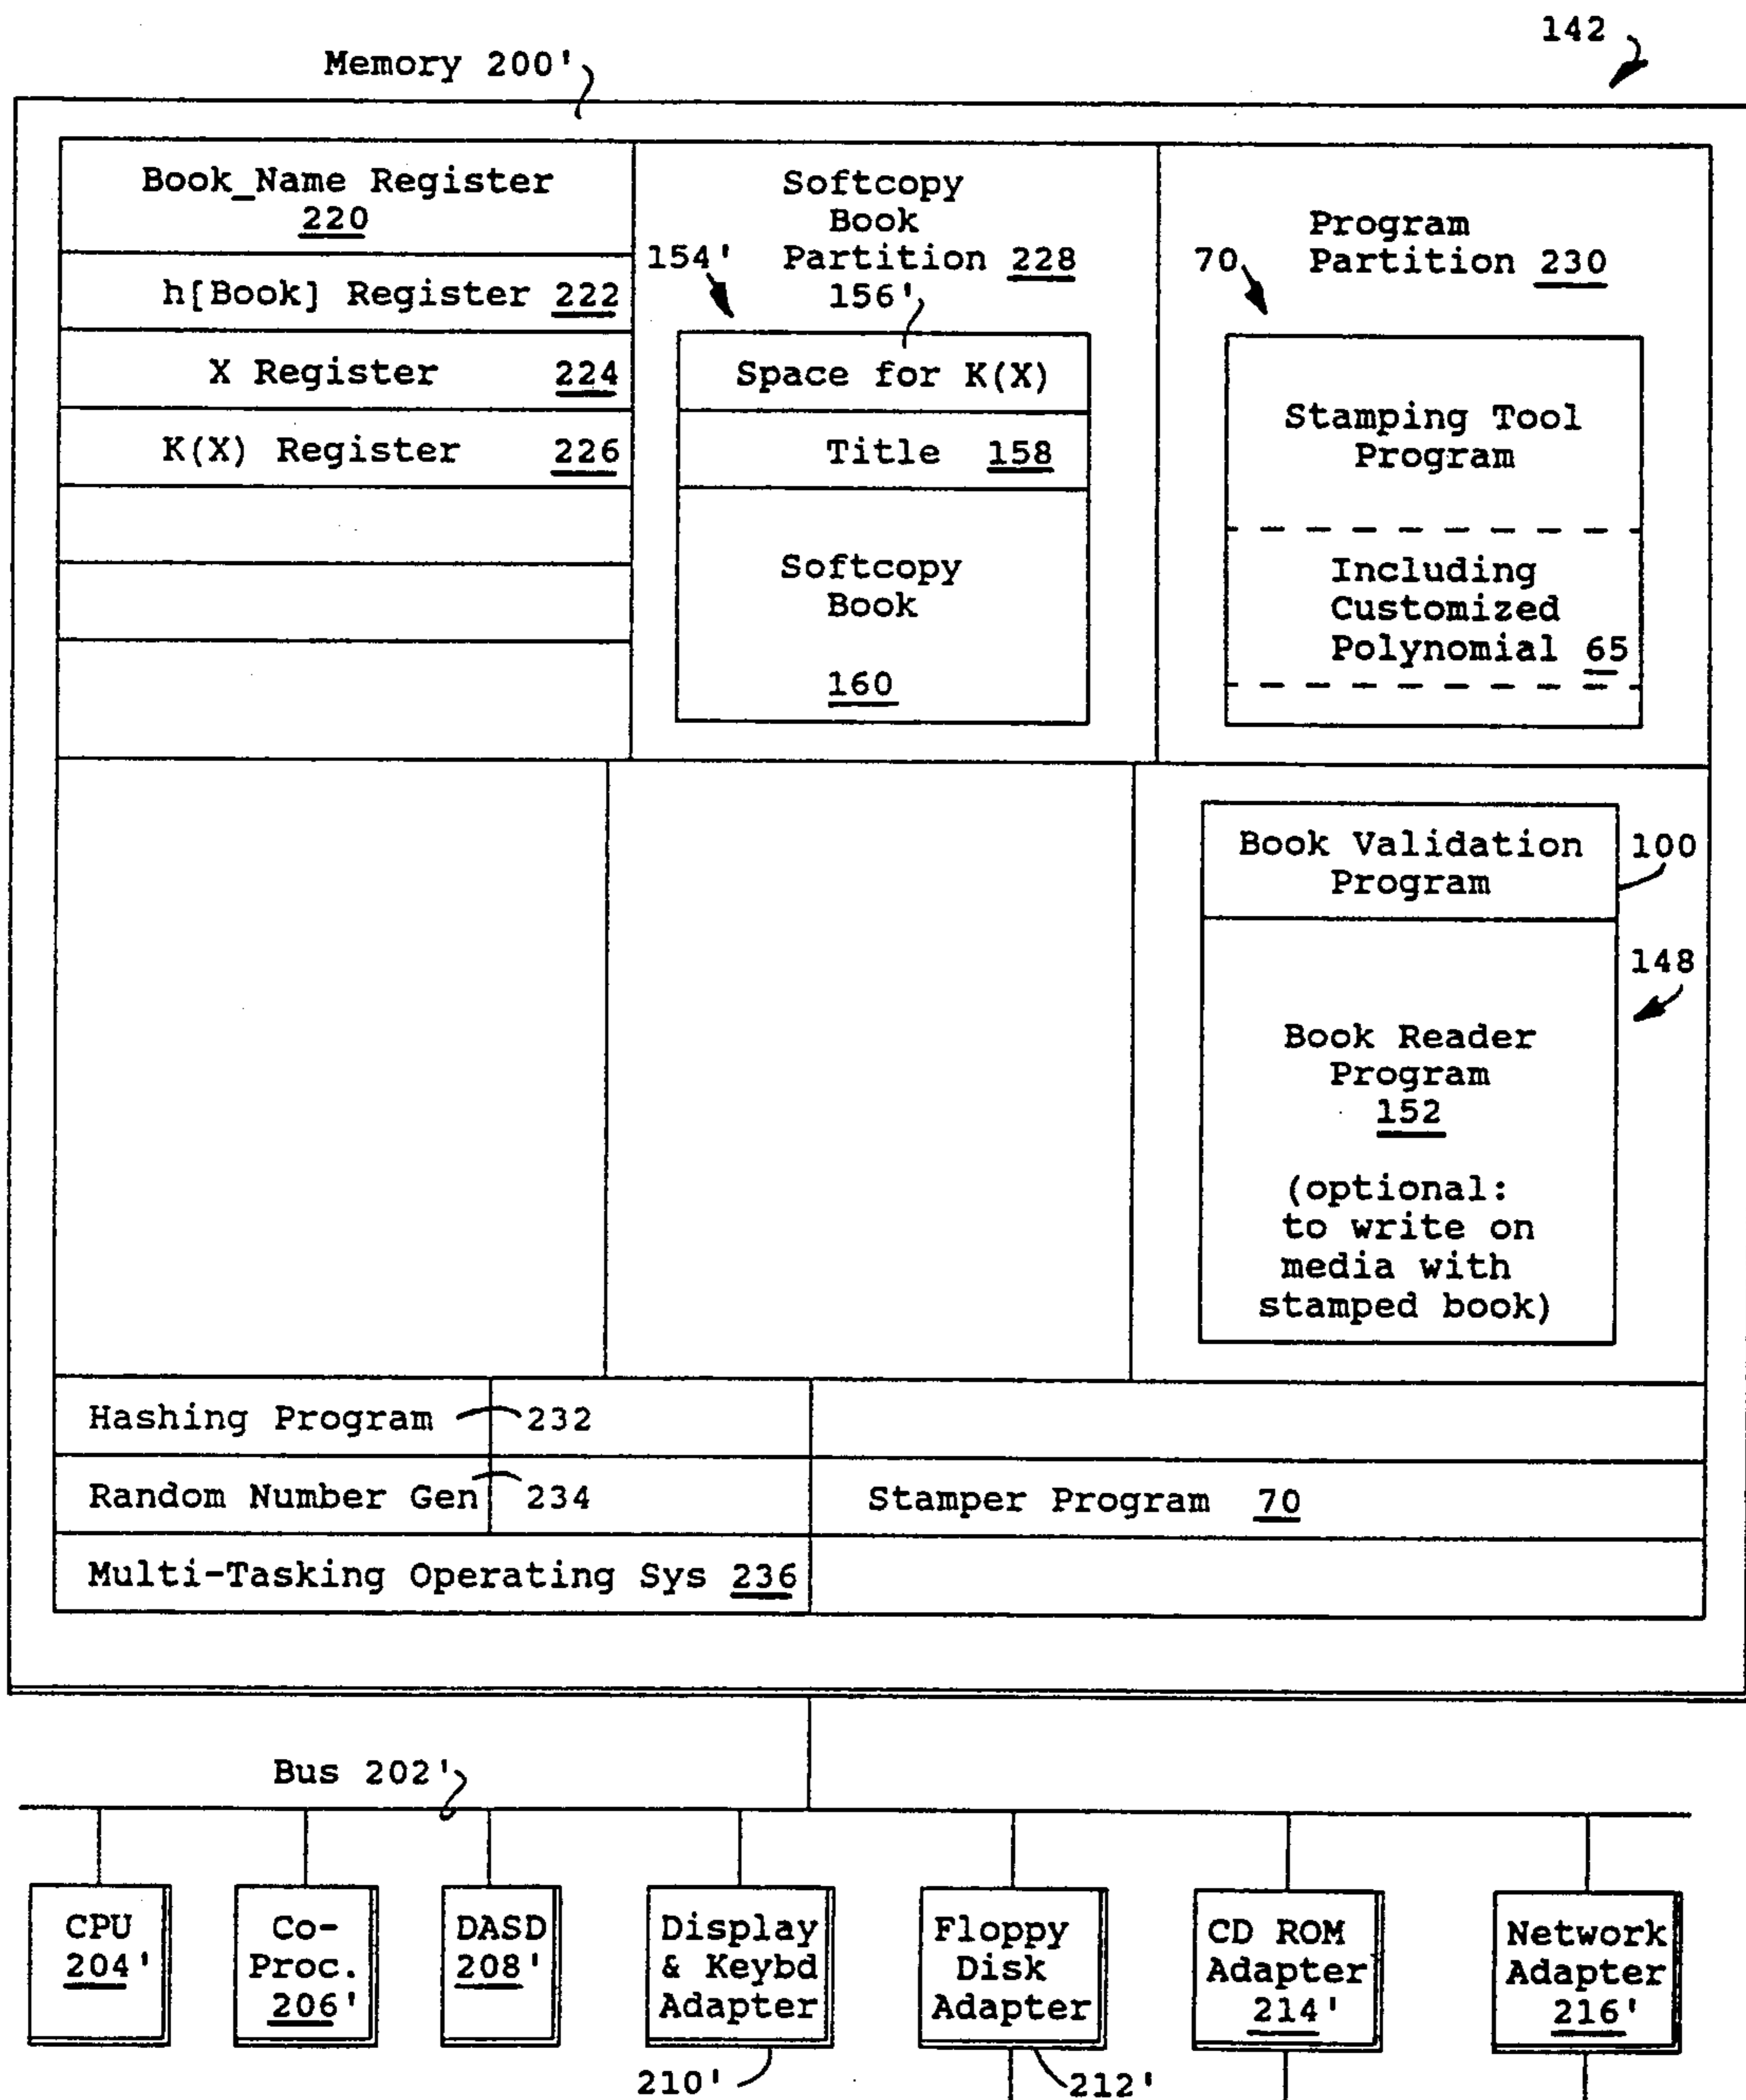 142
Memory 200'
Book_Name Register
220
h[Book] Register 222
X Register 224
K(X) Register 226
Softcopy
Book
Partition 228
154'
156'
Space for K(X)
Title 158
Softcopy
Book
160
Program
Partition 230
70
Stamping Tool
Program
Including
Customized
Polynomial 65
Book Validation
Program
100
148
Book Reader
Program
152
(optional:
to write on
media with
stamped book)
Hashing Program 232
Random Number Gen 234
Stamper Program 70
Multi-Tasking Operating Sys 236
Bus 202'
CPU
204'
Co-
Proc.
206'
DASD
208'
Display
& Keybd
Adapter
210'
Floppy
Disk
Adapter
212'
CD ROM
Adapter
214'
Network
Adapter
216'